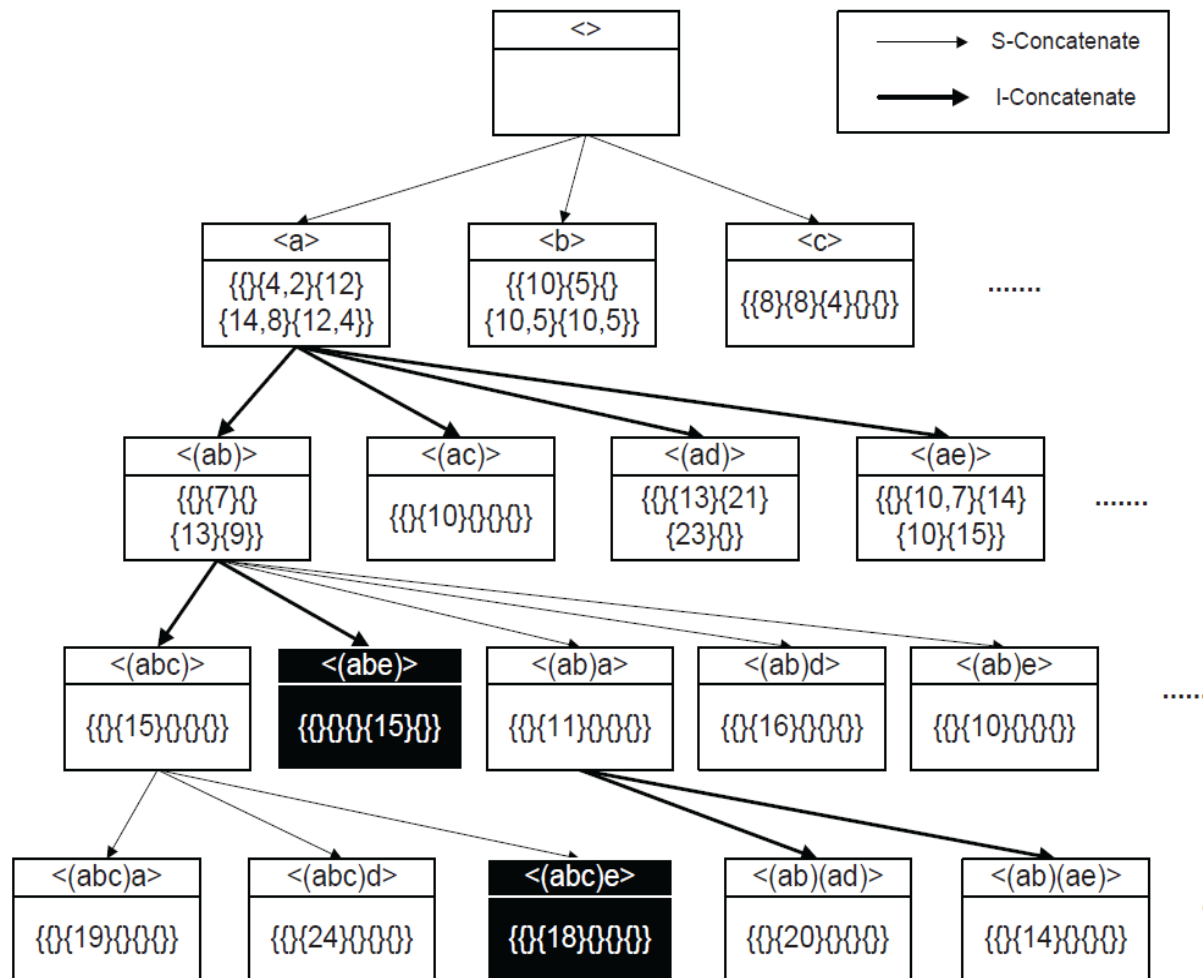 <>
S-Concatenate
I-Concatenate
<a>
{{}{4,2}{12}
{14,8}{12,4}}
<b>
{{10}{5}{}
{10,5}{10,5}}
<c>
{{8}{8}{4}{}{}}
.......
<(ab)>
{{}{7}{}
{13}{9}}
<(ac)>
{{}{10}{}{}{}}
<(ad)>
{{}{13}{21}
{23}{}}
<(ae)>
{{}{10,7}{14}
{10}{15}}
.......
<(abc)>
{{}{15}{}{}{}}
<(abe)>
{{}{}{}{15}{}}
<(ab)a>
{{}{11}{}{}{}}
<(ab)d>
{{}{16}{}{}{}}
<(ab)e>
{{}{10}{}{}{}}
......
<(abc)a>
{{}{19}{}{}{}}
<(abc)d>
{{}{24}{}{}{}}
<(abc)e>
{{}{18}{}{}{}}
<(ab)(ad)>
{{}{20}{}{}{}}
<(ab)(ae)>
{{}{14}{}{}{}}